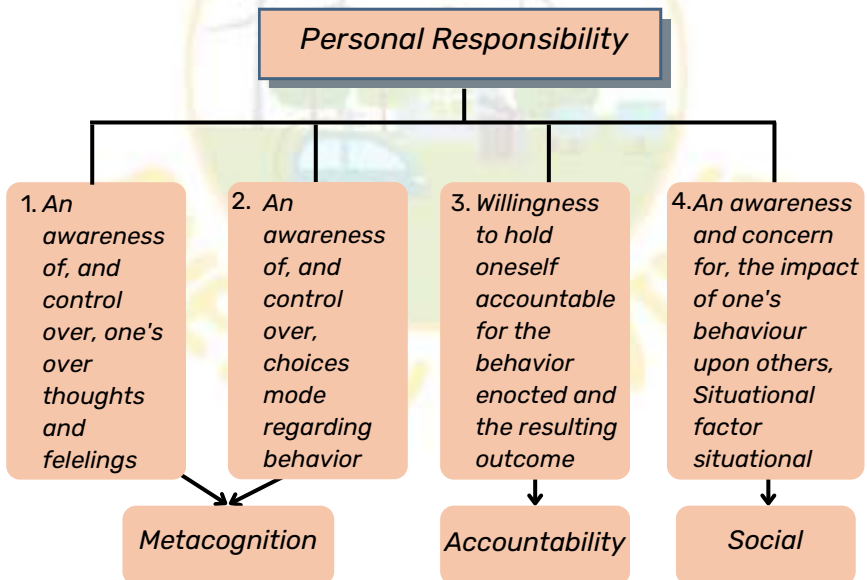 Personal Responsibility
1. An
awareness
of, and
control
over, one's
over
thoughts
and
felelings
2. An
awareness
of, and
control
over,
choices
mode
regarding
behavior
3. Willingness
to hold
oneself
accountable
for the
behavior
enocted and
the resulting
outcome
4. An awareness
and concern
for, the impact
of one's
behaviour
upon others,
Situational
factor
situational
Metacognition
Accountability
Social